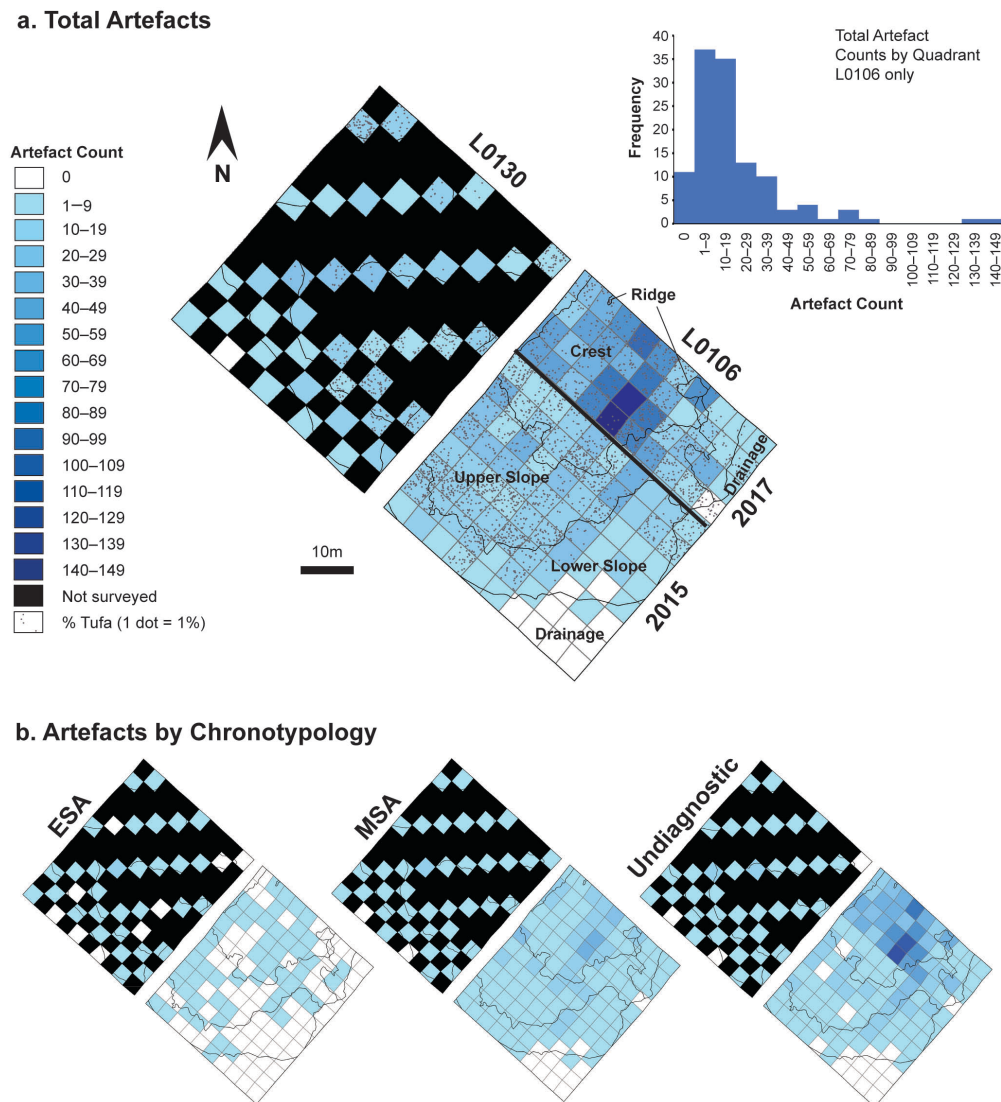 a. Total Artefacts
Total Artefact
Counts by Quadrant
L0106 only
Frequency
40
35
30
25
20
15
10
5
0
0
1–9
10–19
20–29
30–39
40–49
50–59
60–69
70–79
80–89
90–99
100–109
110–119
120–129
130–139
140–149
Artefact Count
N
L0130
Artefact Count
0
1–9
10–19
20–29
30–39
40–49
50–59
60–69
70–79
80–89
90–99
100–109
110–119
120–129
130–139
140–149
Not surveyed
% Tufa (1 dot = 1%)
Ridge
Crest
L0106
Upper Slope
Drainage
2017
10m
Lower Slope
2015
Drainage
b. Artefacts by Chronotypology
ESA
MSA
Undiagnostic